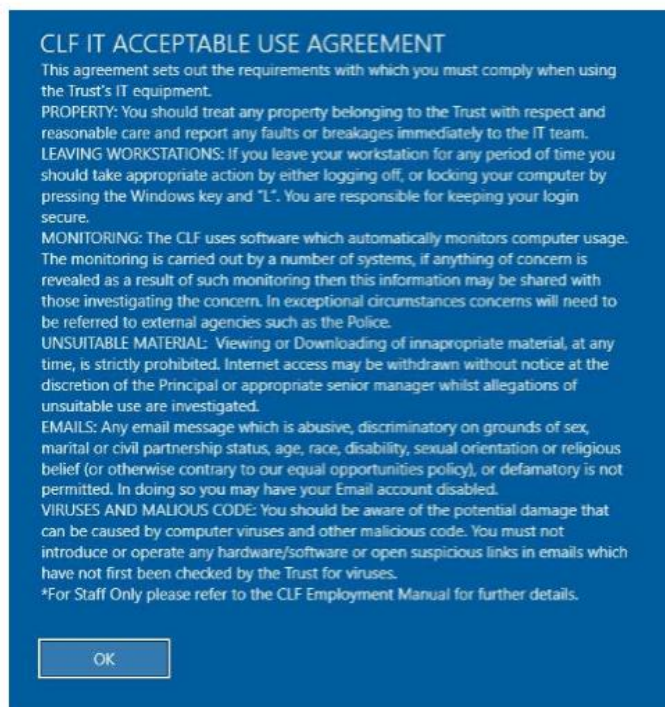 CLF IT ACCEPTABLE USE AGREEMENT
This agreement sets out the requirements with which you must comply when using
the Trust's IT equipment.
PROPERTY: You should treat any property belonging to the Trust with respect and
reasonable care and report any faults or breakages immediately to the IT team.
LEAVING WORKSTATIONS: If you leave your workstation for any period of time you
should take appropriate action by either logging off, or locking your computer by
pressing the Windows key and "L". You are responsible for keeping your login
secure.
MONITORING: The CLF uses software which automatically monitors computer usage.
The monitoring is carried out by a number of systems, if anything of concern is
revealed as a result of such monitoring then this information may be shared with
those investigating the concern. In exceptional circumstances concerns will need to
be referred to external agencies such as the Police.
UNSUITABLE MATERIAL:  Viewing or Downloading of innapropriate material, at any
time, is strictly prohibited. Internet access may be withdrawn without notice at the
discretion of the Principal or appropriate senior manager whilst allegations of
unsuitable use are investigated.
EMAILS: Any email message which is abusive, discriminatory on grounds of sex,
marital or civil partnership status, age, race, disability, sexual orientation or religious
belief (or otherwise contrary to our equal opportunities policy), or defamatory is not
permitted. In doing so you may have your Email account disabled.
VIRUSES AND MALIOUS CODE: You should be aware of the potential damage that
can be caused by computer viruses and other malicious code. You must not
introduce or operate any hardware/software or open suspicious links in emails which
have not first been checked by the Trust for viruses.
*For Staff Only please refer to the CLF Employment Manual for further details.
OK